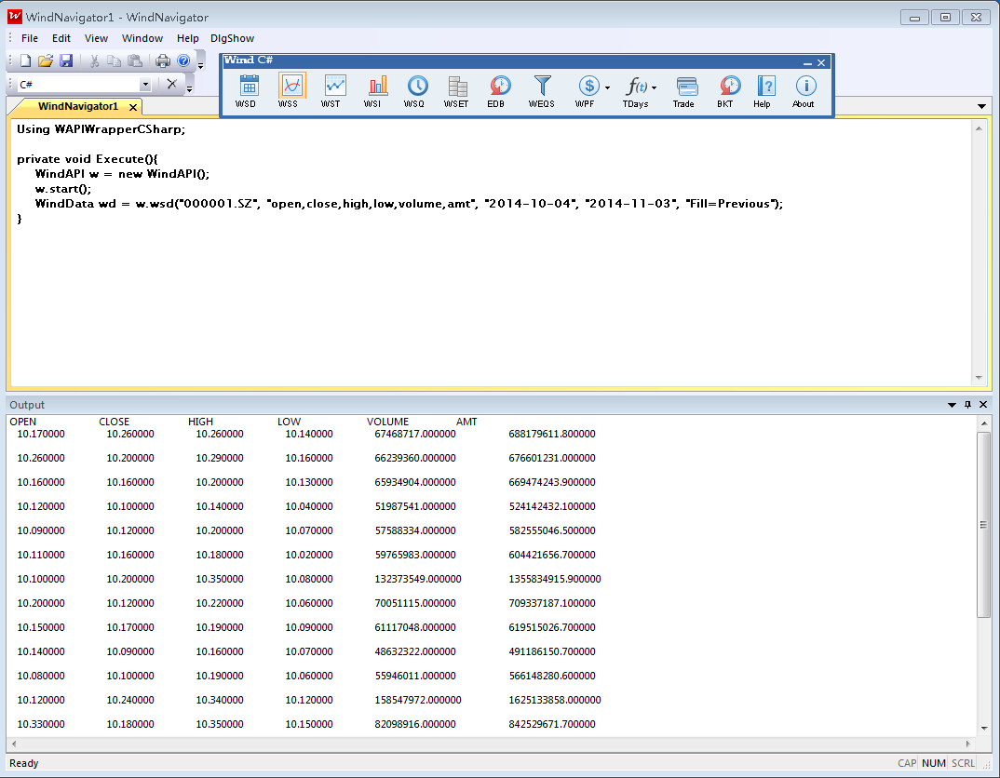 WindNavigator1 - WindNavigator
File Edit View Window Help DlgShow
Wind C#
C#
WSD WSS WST WSI WSQ WSET EDB WEQS WPF TDays Trade BKT Help About
WindNavigator1
Using WAPIWrapperCSharp;
private void Execute(){
WindAPI w = new WindAPI();
w.start();
WindData wd = w.wsd("000001.SZ", "open,close,high,low,volume,amt", "2014-10-04", "2014-11-03", "Fill=Previous");
}
Output
OPEN CLOSE HIGH LOW VOLUME AMT
10.170000 10.260000 10.260000 10.140000 67468717.000000 688179611.800000
10.260000 10.200000 10.290000 10.160000 66239360.000000 676601231.000000
10.160000 10.160000 10.200000 10.130000 65934904.000000 669474243.900000
10.120000 10.100000 10.140000 10.040000 51987541.000000 524142432.100000
10.090000 10.120000 10.200000 10.070000 57588334.000000 582555046.500000
10.110000 10.160000 10.180000 10.020000 59765983.000000 604421656.700000
10.100000 10.200000 10.350000 10.080000 132373549.000000 1355834915.900000
10.200000 10.120000 10.220000 10.060000 70051115.000000 709337187.100000
10.150000 10.170000 10.190000 10.090000 61117048.000000 619515026.700000
10.140000 10.090000 10.160000 10.070000 48632322.000000 491186150.700000
10.080000 10.100000 10.190000 10.060000 55946011.000000 566148280.600000
10.120000 10.240000 10.340000 10.120000 158547972.000000 1625133858.000000
10.330000 10.180000 10.350000 10.150000 82098916.000000 842529671.700000
Ready CAP NUM SCRL